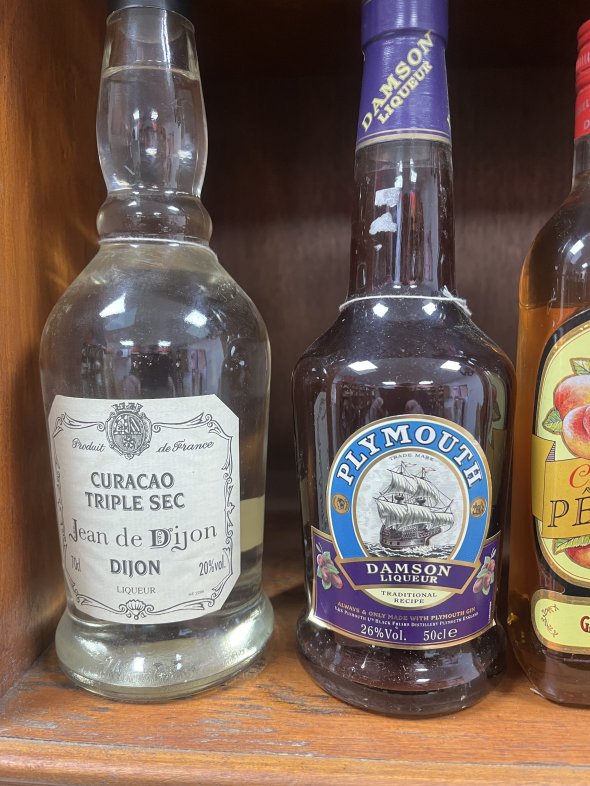 Produit de France
CURACAO
TRIPLE SEC
Jean de Dijon
DIJON
70cl 20%vol.
LIQUEUR
DAMSON
LIQUEUR
PLYMOUTH
TRADE MARK
DAMSON
LIQUEUR
TRADITIONAL
RECIPE
ALWAYS & ONLY MADE WITH PLYMOUTH GIN
26%Vol. 50cl e
PÊ